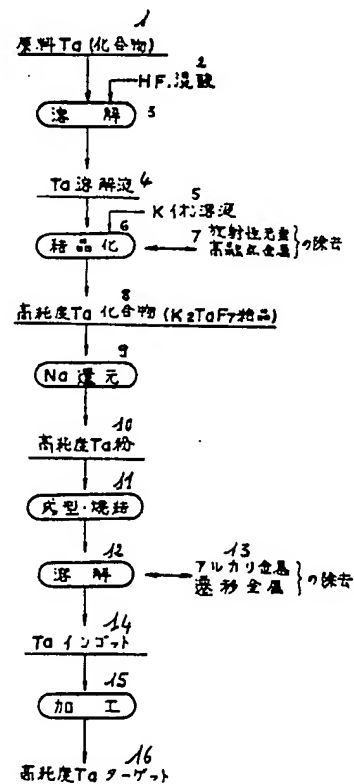 1
原料Ta(化合物)
2
HF.混酸
溶解 3
Ta溶解液 4
5
Kイオン溶液
6
結晶化
7 放射性元素
高融点金属 }の除去
8
高純度Ta化合物(K2TaF7結晶)
9
Na還元
10
高純度Ta粉
11
成型・焼結
12
溶解
13
アルカリ金属
遷移金属 }の除去
14
Taインゴット
15
加工
16
高純度Taターゲット